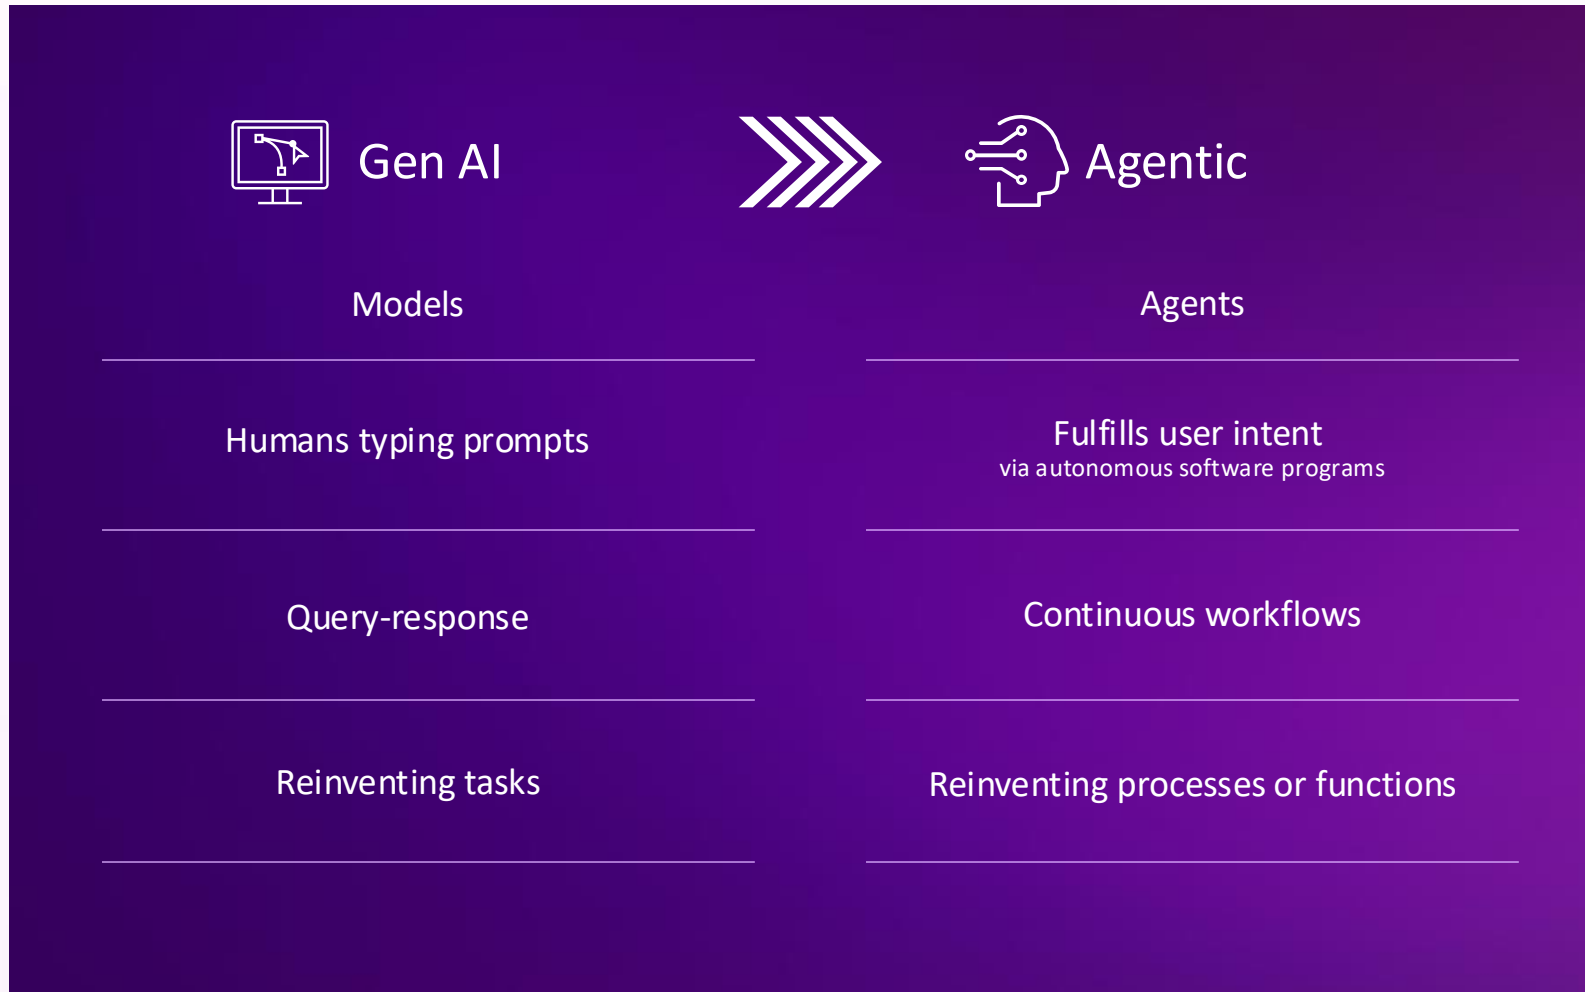 Gen AI
Agentic
Models
Agents
Humans typing prompts
Fulfills user intent
via autonomous software programs
Query-response
Continuous workflows
Reinventing tasks
Reinventing processes or functions